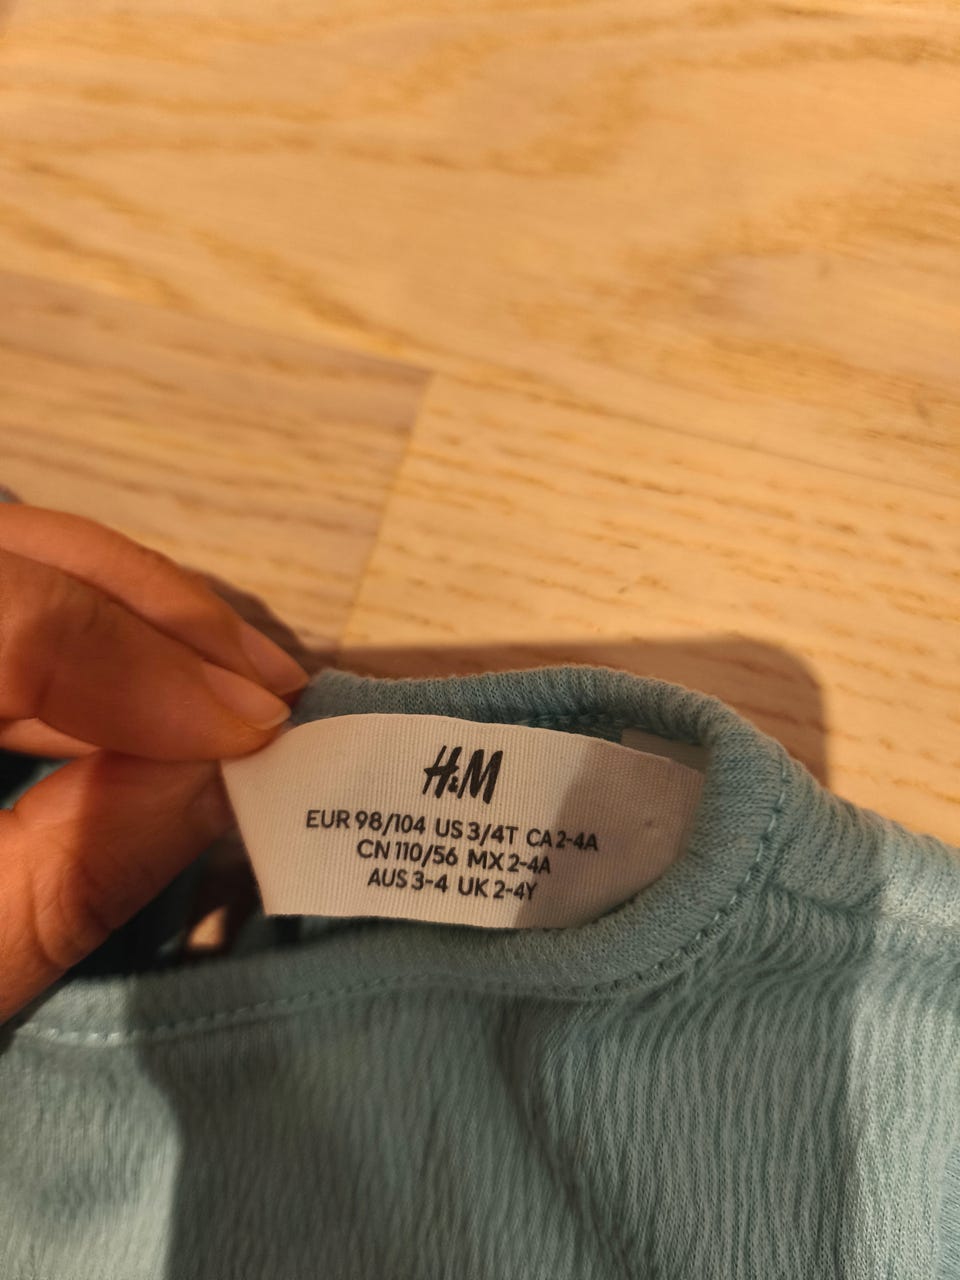 H&M
EUR 98/104 US 3/4T CA 2-4A
CN 110/56 MX 2-4A
AUS 3-4 UK 2-4Y